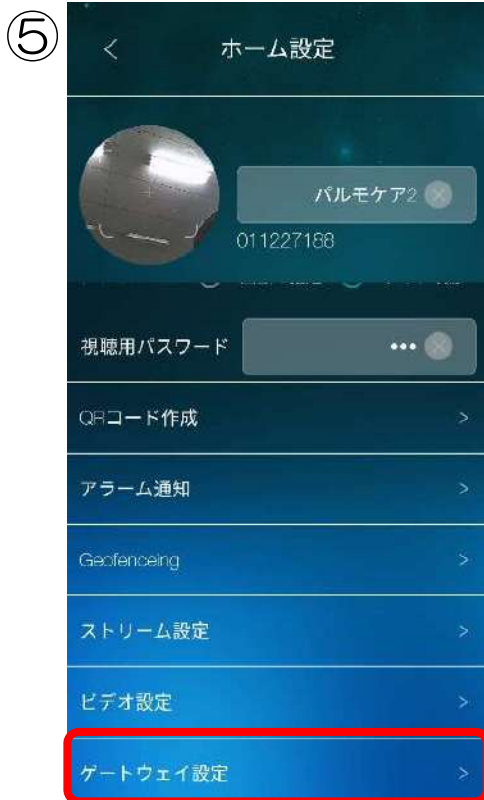 ⑤
< ホーム設定
パルモケア2
011227188
視聴用パスワード •••
QRコード作成 >
アラーム通知 >
Geofenceing >
ストリーム設定 >
ビデオ設定 >
ゲートウェイ設定 >